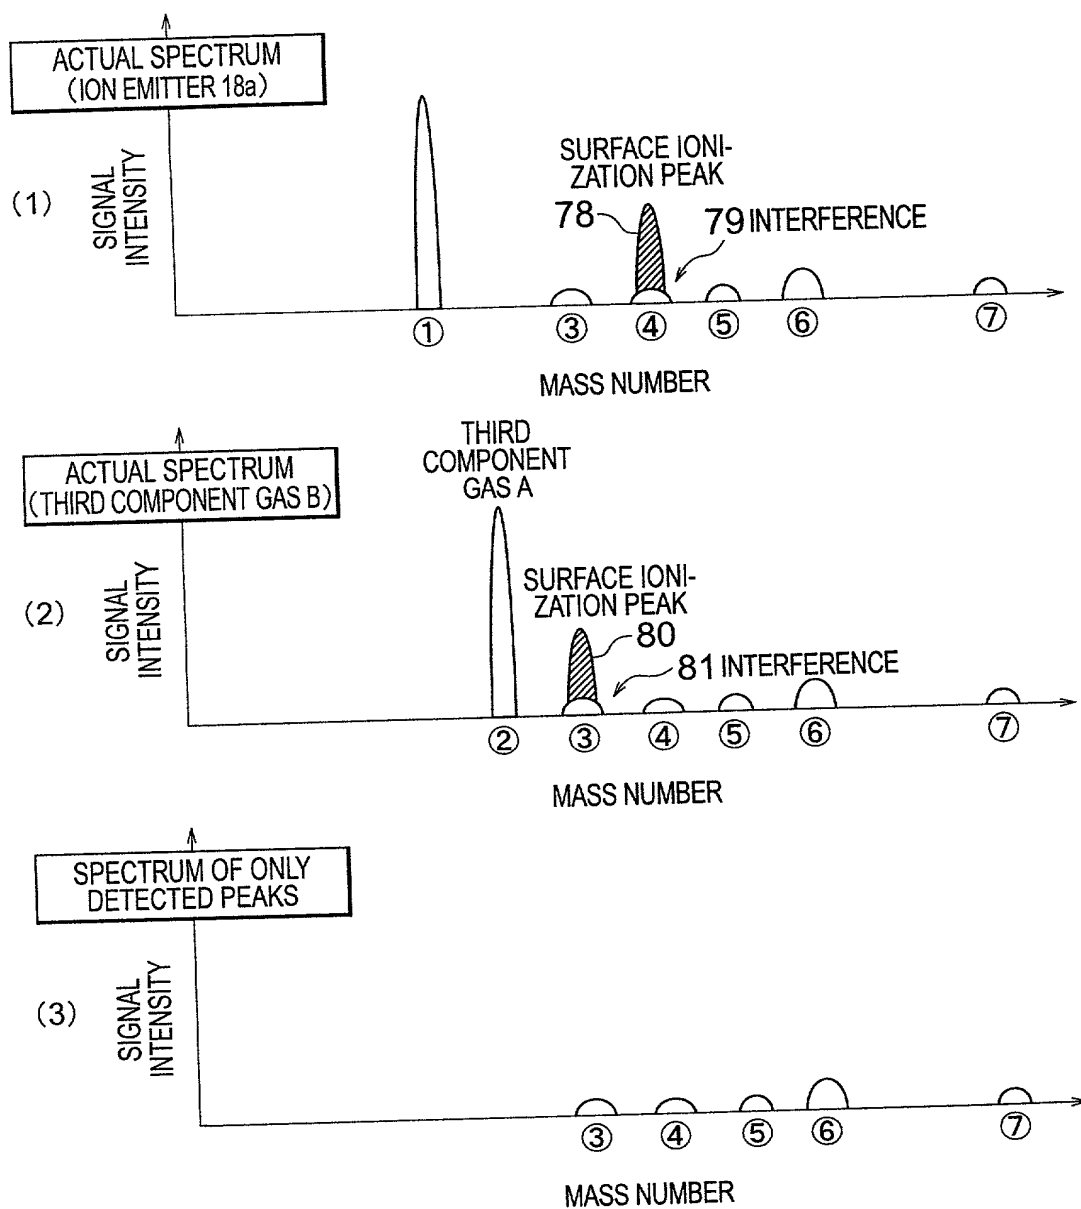 ACTUAL SPECTRUM
(ION EMITTER 18a)
(1)
SIGNAL
INTENSITY
SURFACE IONI-
ZATION PEAK
78
79 INTERFERENCE
① ③ ④ ⑤ ⑥ ⑦
MASS NUMBER
ACTUAL SPECTRUM
(THIRD COMPONENT GAS B)
(2)
SIGNAL
INTENSITY
THIRD
COMPONENT
GAS A
SURFACE IONI-
ZATION PEAK
80
81 INTERFERENCE
② ③ ④ ⑤ ⑥ ⑦
MASS NUMBER
SPECTRUM OF ONLY
DETECTED PEAKS
(3)
SIGNAL
INTENSITY
③ ④ ⑤ ⑥ ⑦
MASS NUMBER